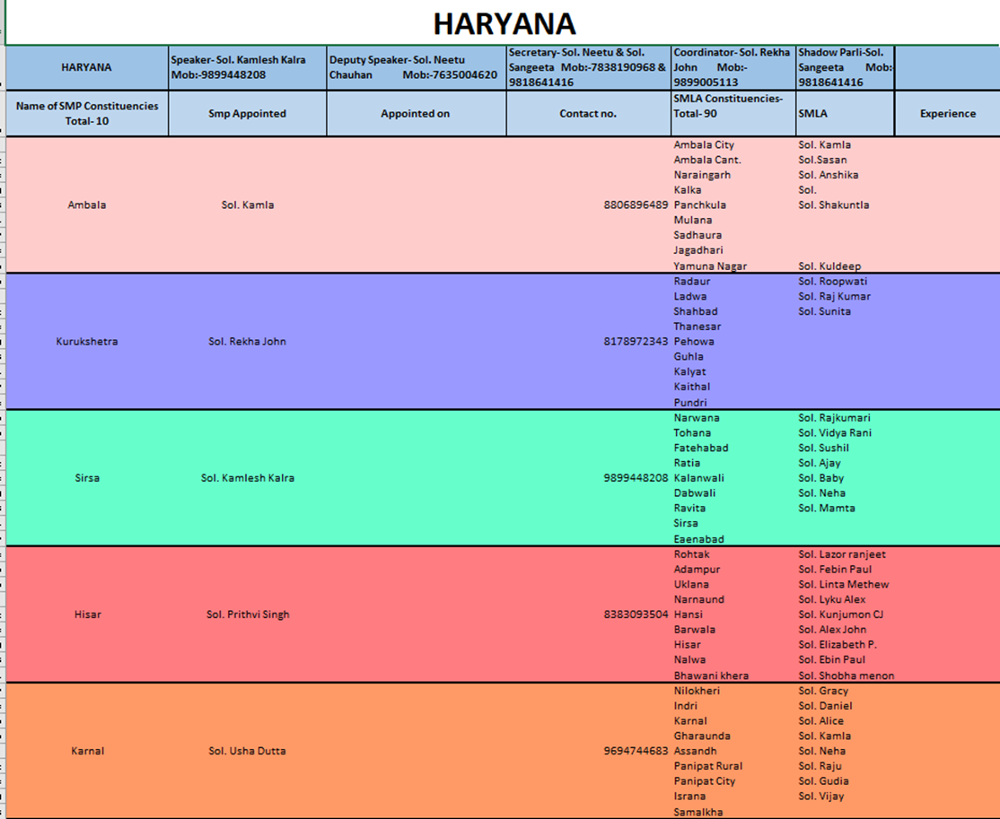 HARYANA
HARYANA
Speaker- Sol. Kamlesh Kalra
Mob:-9899448208
Deputy Speaker- Sol. Neetu
Chauhan Mob:-7635004620
Secretary- Sol. Neetu & Sol.
Sangeeta Mob:-7838190968 &
9818641416
Coordinator- Sol. Rekha
John Mob:-
9899005113
Shadow Parli-Sol.
Sangeeta Mob:-
9818641416
Name of SMP Constituencies
Total- 10
Smp Appointed
Appointed on
Contact no.
SMLA Constituencies-
Total- 90
SMLA
Experience
Ambala City Sol. Kamla
Ambala Cant. Sol.Sasan
Naraingarh Sol. Anshika
Kalka Sol.
Ambala Sol. Kamla 8806896489 Panchkula Sol. Shakuntla
Mulana
Sadhaura
Jagadhari
Yamuna Nagar Sol. Kuldeep
Radaur Sol. Roopwati
Ladwa Sol. Raj Kumar
Shahbad Sol. Sunita
Thanesar
Kurukshetra Sol. Rekha John 8178972343 Pehowa
Guhla
Kalyat
Kaithal
Pundri
Narwana Sol. Rajkumari
Tohana Sol. Vidya Rani
Fatehabad Sol. Sushil
Ratia Sol. Ajay
Sirsa Sol. Kamlesh Kalra 9899448208 Kalanwali Sol. Baby
Dabwali Sol. Neha
Ravita Sol. Mamta
Sirsa
Eaenabad
Rohtak Sol. Lazor ranjeet
Adampur Sol. Febin Paul
Uklana Sol. Linta Methew
Narnaund Sol. Lyku Alex
Hisar Sol. Prithvi Singh 8383093504 Hansi Sol. Kunjumon CJ
Barwala Sol. Alex John
Hisar Sol. Elizabeth P.
Nalwa Sol. Ebin Paul
Bhawani khera Sol. Shobha menon
Nilokheri Sol. Gracy
Indri Sol. Daniel
Karnal Sol. Alice
Gharaunda Sol. Kamla
Karnal Sol. Usha Dutta 9694744683 Assandh Sol. Neha
Panipat Rural Sol. Raju
Panipat City Sol. Gudia
Israna Sol. Vijay
Samalkha